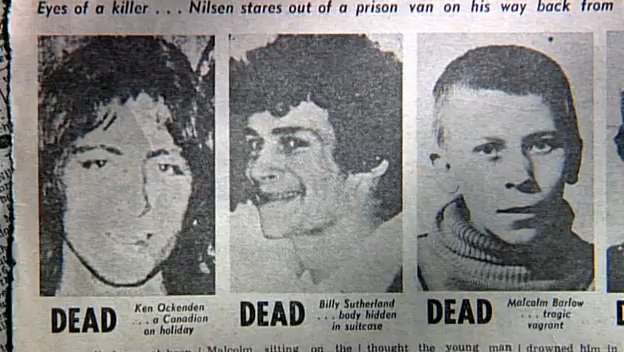 Eyes of a killer . . . Nilsen stares out of a prison van on his way back from
DEAD
Ken Ockenden
. . . a Canadian
on holiday
DEAD
Billy Sutherland
. . . body hidden
in suitcase
DEAD
Malcolm Barlow
. . . tragic
vagrant
Malcolm sitting on the
thought the young man
drowned him in